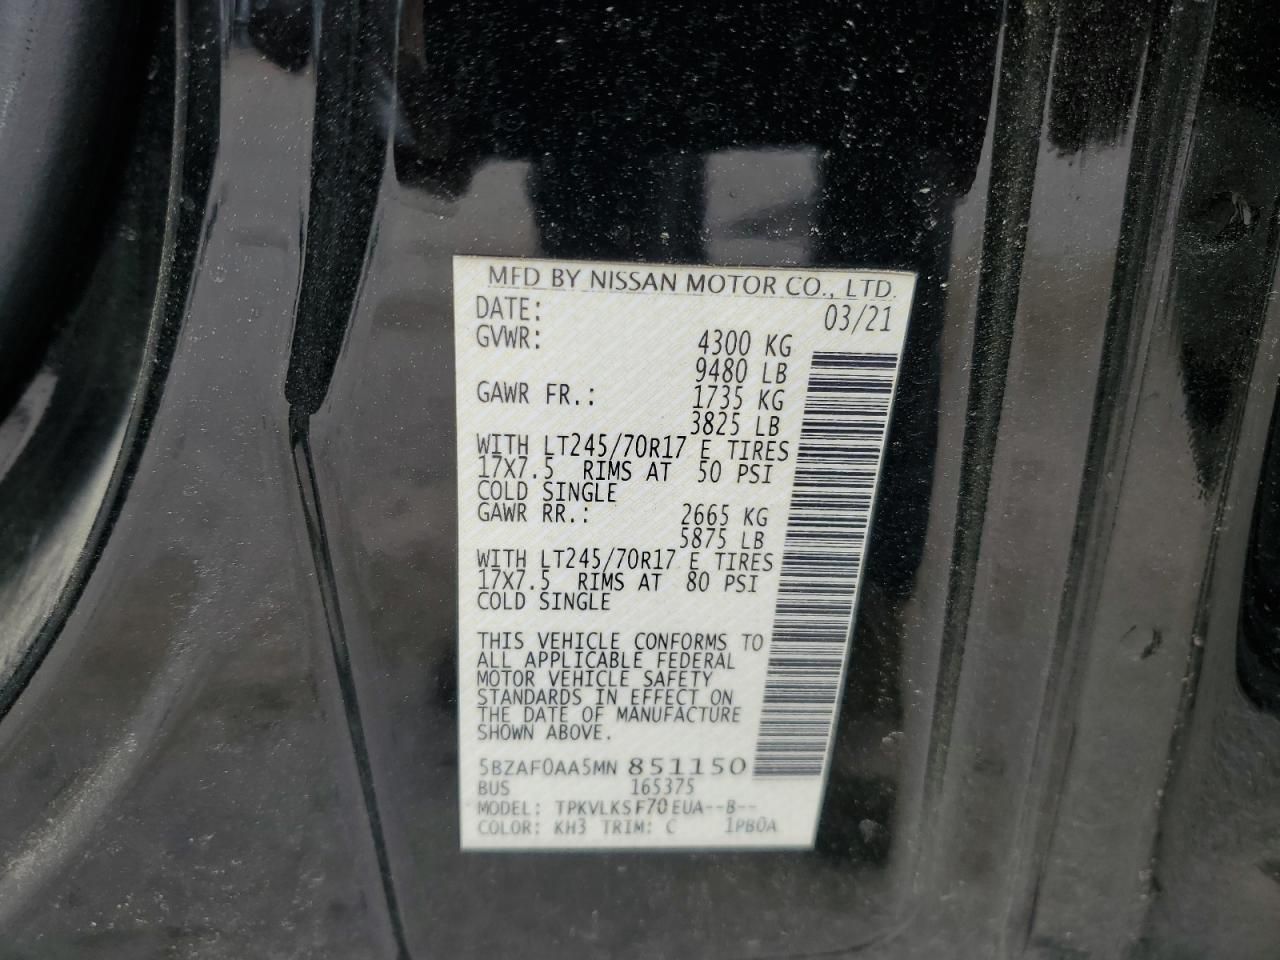 MFD BY NISSAN MOTOR CO., LTD.
DATE: 03/21
GVWR: 4300 KG
9480 LB
GAWR FR.: 1735 KG
3825 LB
WITH LT245/70R17 E TIRES
17X7.5 RIMS AT 50 PSI
COLD SINGLE
GAWR RR.: 2665 KG
5875 LB
WITH LT245/70R17 E TIRES
17X7.5 RIMS AT 80 PSI
COLD SINGLE
THIS VEHICLE CONFORMS TO
ALL APPLICABLE FEDERAL
MOTOR VEHICLE SAFETY
STANDARDS IN EFFECT ON
THE DATE OF MANUFACTURE
SHOWN ABOVE.
5BZAF0AA5MN 851150
BUS 165375
MODEL: TPKVLKSF70EUA--B--
COLOR: KH3 TRIM: C 1PB0A